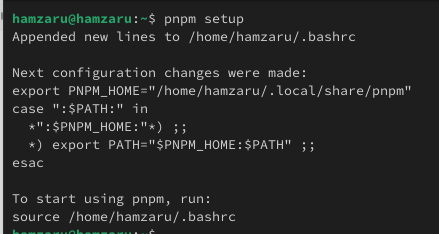 hamzaru@hamzaru:~$ pnpm setup
Appended new lines to /home/hamzaru/.bashrc

Next configuration changes were made:
export PNPM_HOME="/home/hamzaru/.local/share/pnpm"
case ":$PATH:" in
  *":$PNPM_HOME:"*) ;;
  *) export PATH="$PNPM_HOME:$PATH" ;;
esac

To start using pnpm, run:
source /home/hamzaru/.bashrc
hamzaru@hamzaru:~$